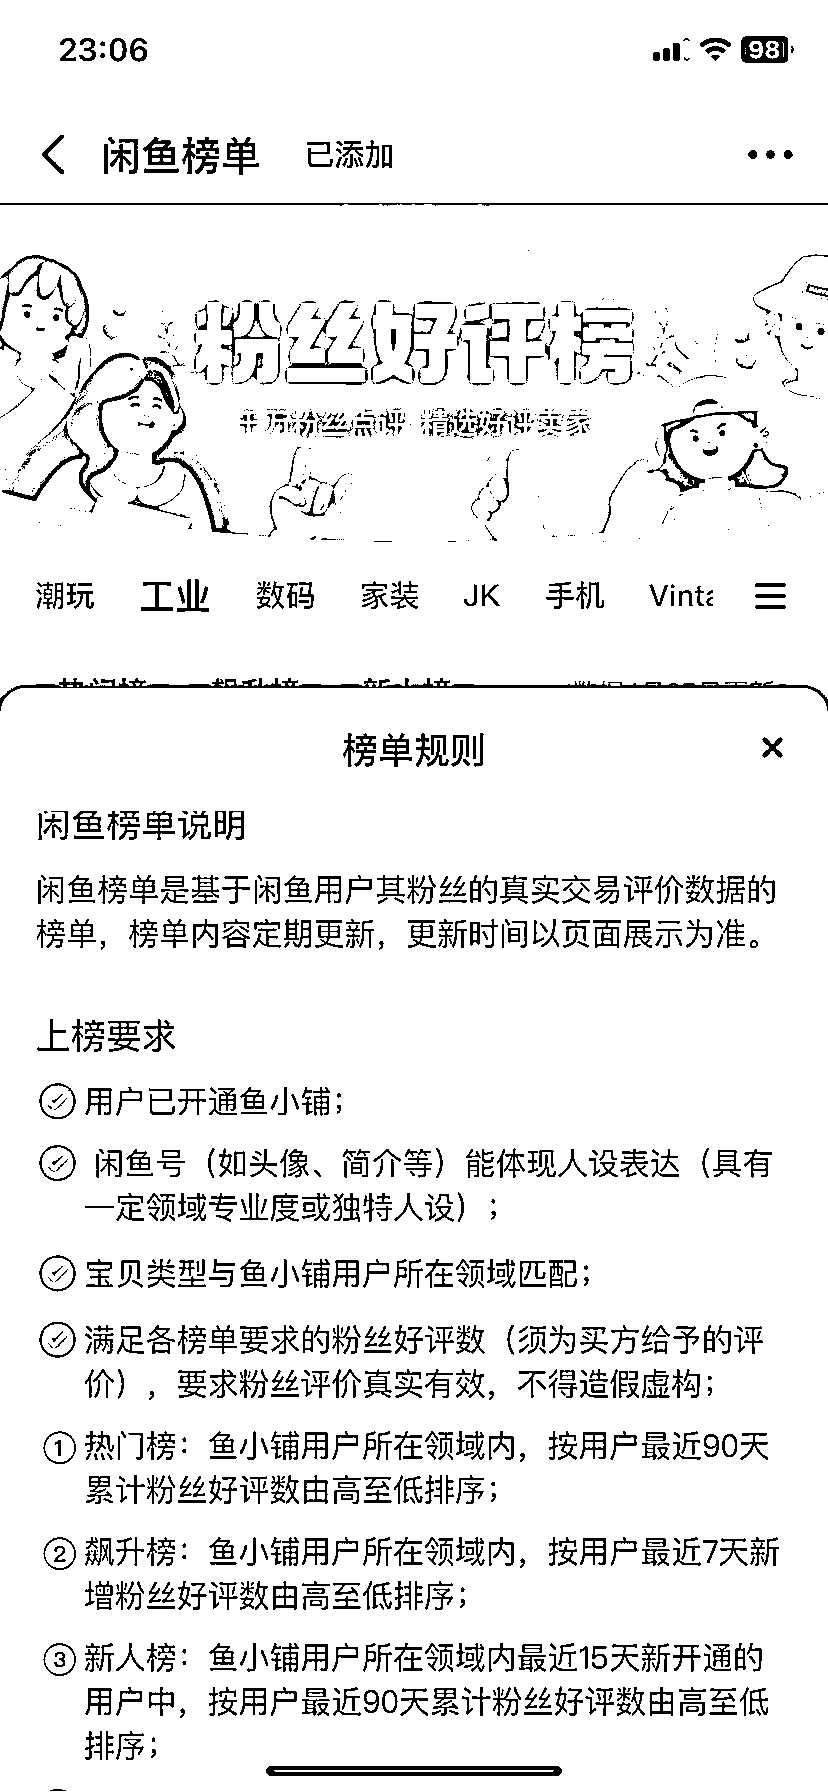 23:06
98
闲鱼榜单 已添加
粉丝好评榜
千万粉丝点评 精选好评卖家
潮玩 工业 数码 家装 JK 手机 Vinta
榜单规则
闲鱼榜单说明
闲鱼榜单是基于闲鱼用户其粉丝的真实交易评价数据的
榜单，榜单内容定期更新，更新时间以页面展示为准。
上榜要求
用户已开通鱼小铺；
闲鱼号（如头像、简介等）能体现人设表达（具有
一定领域专业度或独特人设）；
宝贝类型与鱼小铺用户所在领域匹配；
满足各榜单要求的粉丝好评数（须为买方给予的评
价），要求粉丝评价真实有效，不得造假虚构；
① 热门榜：鱼小铺用户所在领域内，按用户最近90天
累计粉丝好评数由高至低排序；
② 飙升榜：鱼小铺用户所在领域内，按用户最近7天新
增粉丝好评数由高至低排序；
③ 新人榜：鱼小铺用户所在领域内最近15天新开通的
用户中，按用户最近90天累计粉丝好评数由高至低
排序；